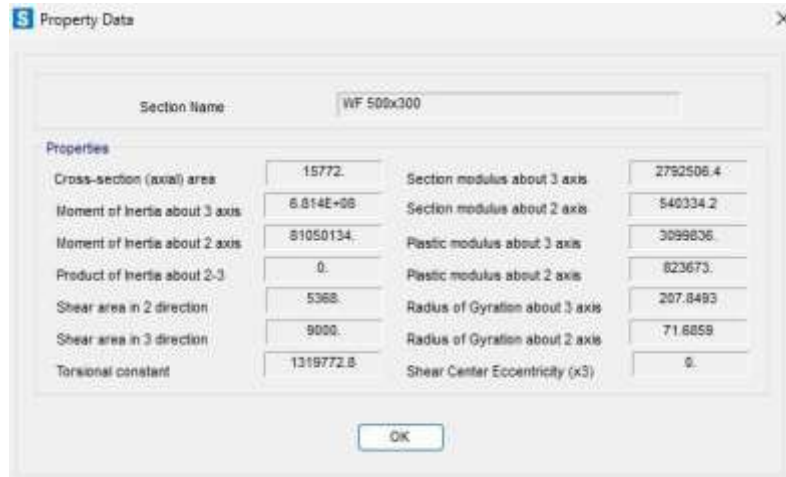 S Property Data
Section Name WF 500x300
Properties
Cross-section (axial) area 15772. Section modulus about 3 axis 2792506.4
Moment of Inertia about 3 axis 6.814E+08 Section modulus about 2 axis 540334.2
Moment of Inertia about 2 axis 81050134. Plastic modulus about 3 axis 3099836.
Product of Inertia about 2-3 0. Plastic modulus about 2 axis 823673.
Shear area in 2 direction 5368. Radius of Gyration about 3 axis 207.8493
Shear area in 3 direction 9000. Radius of Gyration about 2 axis 71.6859
Torsional constant 1319772.8 Shear Center Eccentricity (x3) 0.
OK